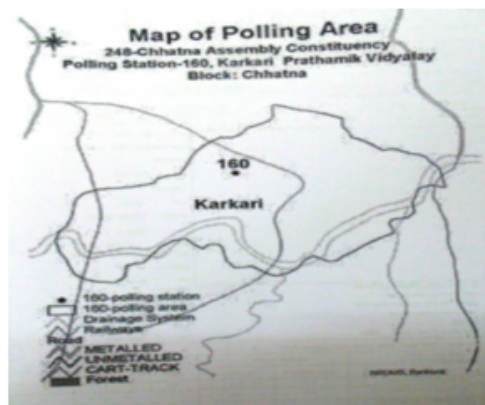 Map of Polling Area
248-Chhatna Assembly Constituency
Polling Station-160, Karkari Prathamik Vidyalay
Block: Chhatna
160
Karkari
160-polling station
160-polling area
Drainage System
Railways
Road
METALLED
UNMETALLED
CART-TRACK
Forest